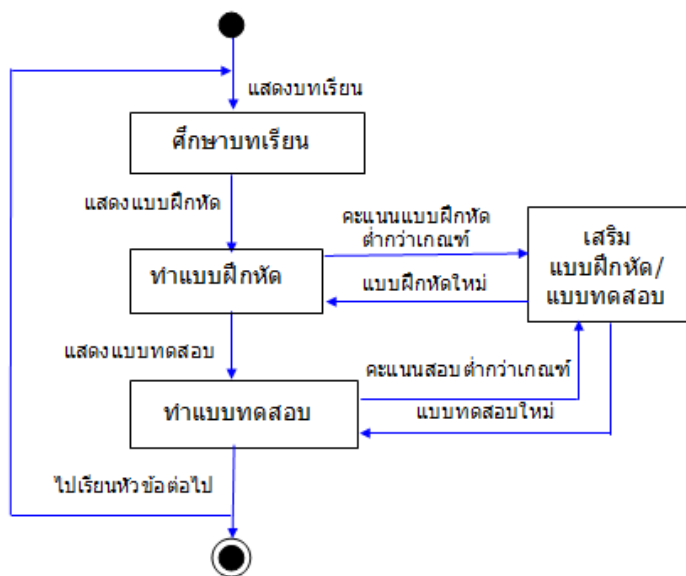 แสดงบทเรียน
ศึกษาบทเรียน
แสดงแบบฝึกหัด
คะแนนแบบฝึกหัด
ต่ำกว่าเกณฑ์
เสริม
แบบฝึกหัด/
แบบทดสอบ
ทำแบบฝึกหัด
แบบฝึกหัดใหม่
แสดงแบบทดสอบ
คะแนนสอบต่ำกว่าเกณฑ์
ทำแบบทดสอบ
แบบทดสอบใหม่
ไปเรียนหัวข้อต่อไป